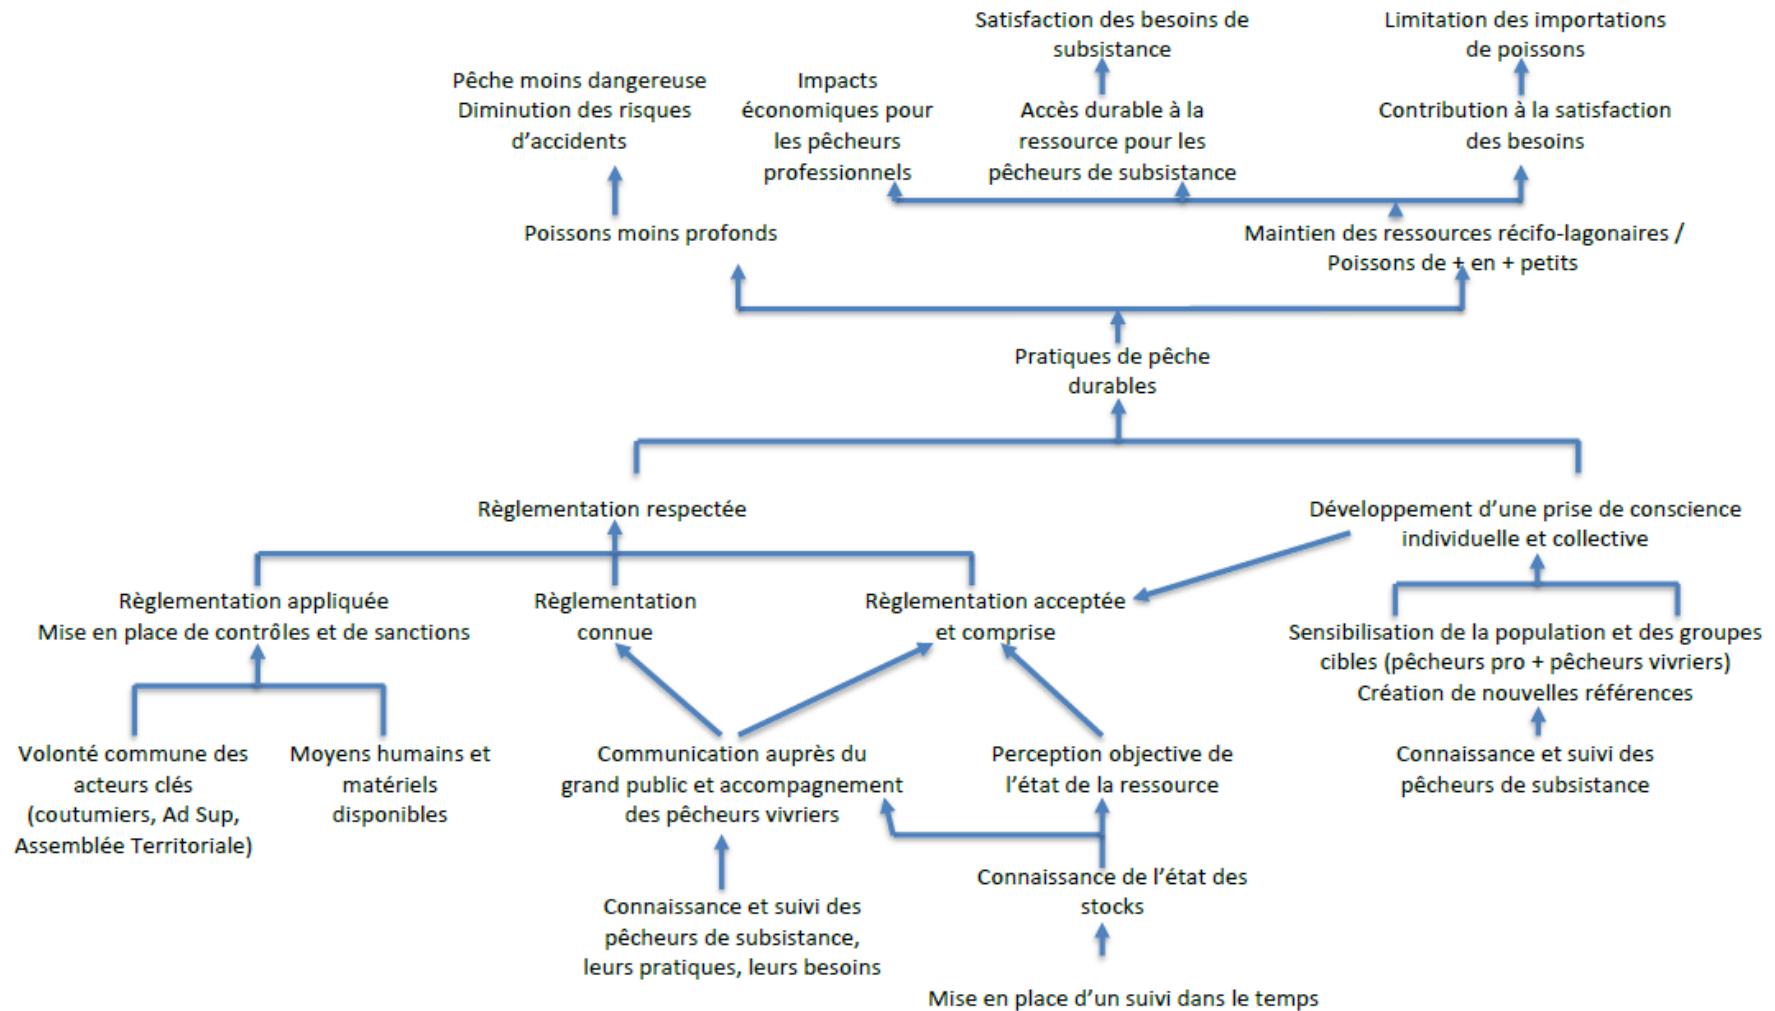 Satisfaction des besoins de
subsistance
Limitation des importations
de poissons
Pêche moins dangereuse
Diminution des risques
d'accidents
Impacts
économiques pour
les pêcheurs
professionnels
Accès durable à la
ressource pour les
pêcheurs de subsistance
Contribution à la satisfaction
des besoins
Poissons moins profonds
Maintien des ressources récifo-lagonaires /
Poissons de + en + petits
Pratiques de pêche
durables
Règlementation respectée
Développement d'une prise de conscience
individuelle et collective
Règlementation appliquée
Mise en place de contrôles et de sanctions
Règlementation
connue
Règlementation acceptée
et comprise
Sensibilisation de la population et des groupes
cibles (pêcheurs pro + pêcheurs vivriers)
Création de nouvelles références
Volonté commune des
acteurs clés
(coutumiers, Ad Sup,
Assemblée Territoriale)
Moyens humains et
matériels
disponibles
Communication auprès du
grand public et accompagnement
des pêcheurs vivriers
Perception objective de
l'état de la ressource
Connaissance et suivi des
pêcheurs de subsistance
Connaissance de l'état des
stocks
Connaissance et suivi des
pêcheurs de subsistance,
leurs pratiques, leurs besoins
Mise en place d'un suivi dans le temps